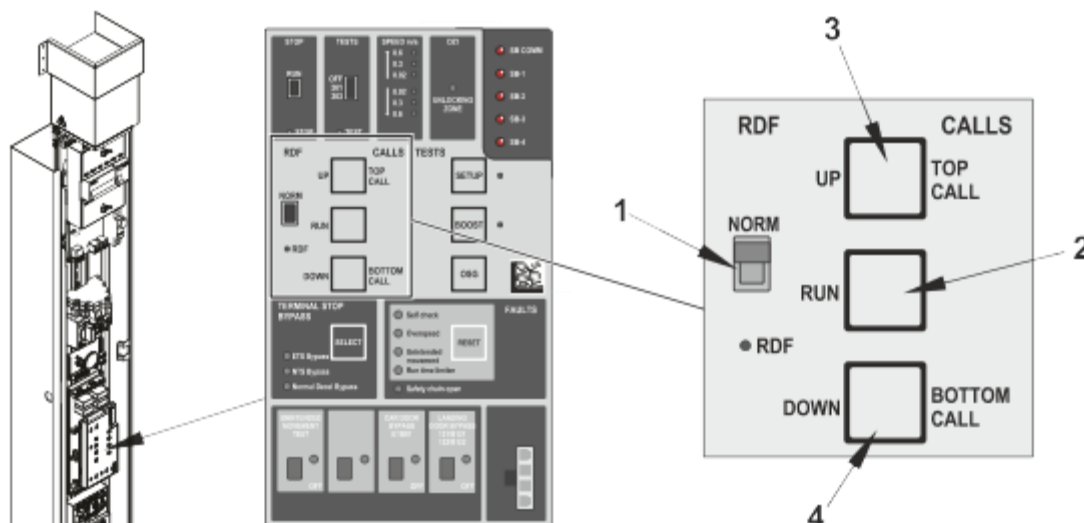 STOP
TESTS
SPEED m/s
RUN
OFF
0.3
UNLOCKING
ZONE
SB-1
SB-2
SB-3
SB-4
RDF
CALLS
TESTS
UP
TOP
CALL
SETUP
NORM
RUN
BOOST
RDF
DOWN
BOTTOM
CALL
TERMINAL STOP
BYPASS
SELECT
ETS Bypass
NTS Bypass
Normal Decel Bypass
FAULTS
Self check
Overspeed
Unintended
movement
Run time limiter
Safety chain open
RESET
OFF
OFF
OFF
3
RDF
CALLS
UP
TOP
CALL
1
NORM
2
RUN
RDF
DOWN
BOTTOM
CALL
4